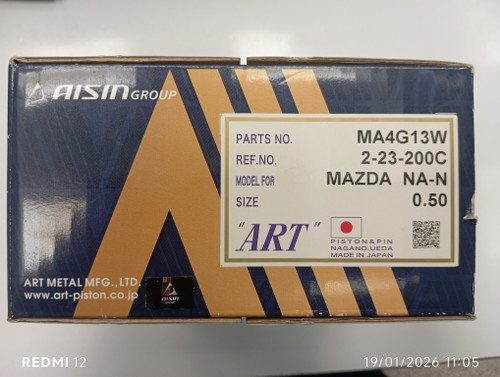 AISIN GROUP
PARTS NO. MA4G13W
REF.NO. 2-23-200C
MODEL FOR MAZDA NA-N
SIZE 0.50
"ART"
PISTON&PIN
NAGANO,UEDA
MADE IN JAPAN
ART METAL MFG.,LTD.
www.art-piston.co.jp
AISIN
REDMI 12
19/01/2026 11:05